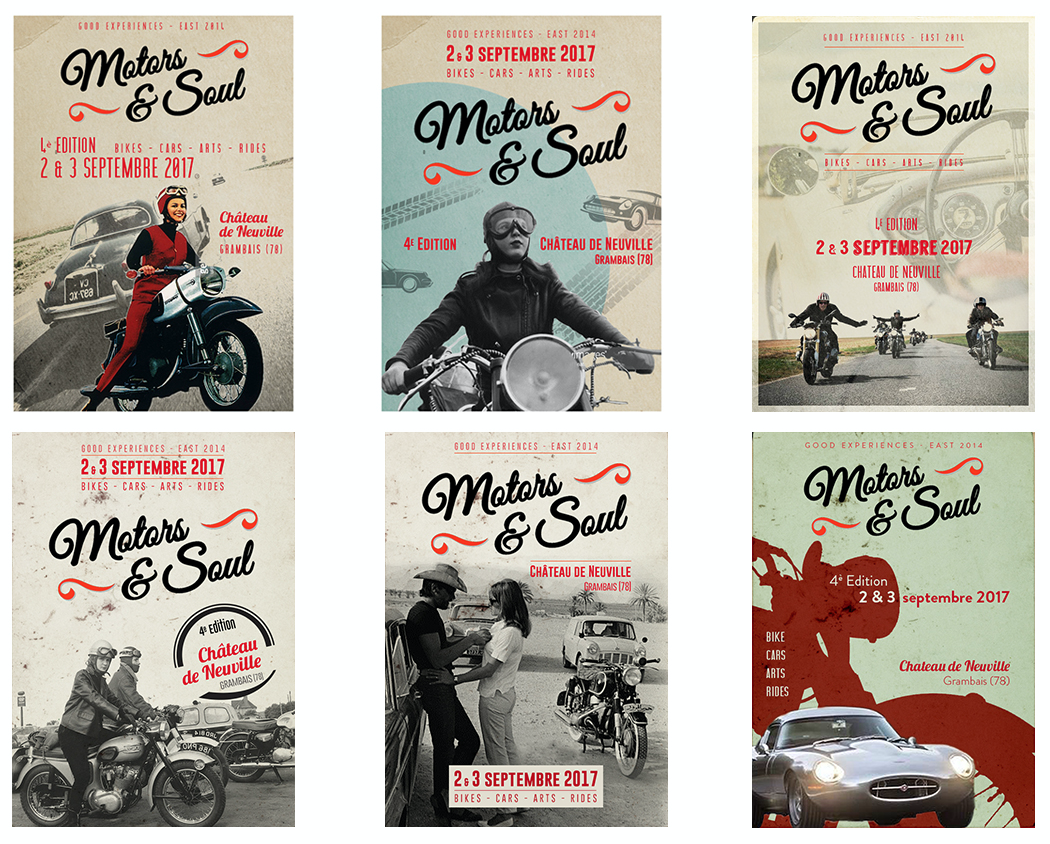 GOOD EXPERIENCES - EAST 2014
Motors
& Soul
4è EDITION
BIKES - CARS - ARTS - RIDES
2 & 3 SEPTEMBRE 2017
Château
de Neuville
GRAMBAIS (78)
GOOD EXPERIENCES - EAST 2014
2 & 3 SEPTEMBRE 2017
BIKES - CARS - ARTS - RIDES
Motors
& Soul
4E EDITION
CHÂTEAU DE NEUVILLE
GRAMBAIS (78)
GOOD EXPERIENCES - EAST 2014
Motors
& Soul
BIKES - CARS - ARTS - RIDES
4È EDITION
2 & 3 SEPTEMBRE 2017
CHATEAU DE NEUVILLE
GRAMBAIS (78)
GOOD EXPERIENCES - EAST 2014
2 & 3 SEPTEMBRE 2017
BIKES - CARS - ARTS - RIDES
Motors
& Soul
4E Edition
Château
de Neuville
GRAMBAIS (78)
GOOD EXPERIENCES - EAST 2014
Motors
& Soul
CHÂTEAU DE NEUVILLE
GRAMBAIS (78)
2 & 3 SEPTEMBRE 2017
BIKES - CARS - ARTS - RIDES
GOOD EXPERIENCES - EAST 2014
Motors
& Soul
4è Edition
2 & 3 septembre 2017
BIKE
CARS
ARTS
RIDES
Chateau de Neuville
Grambais (78)